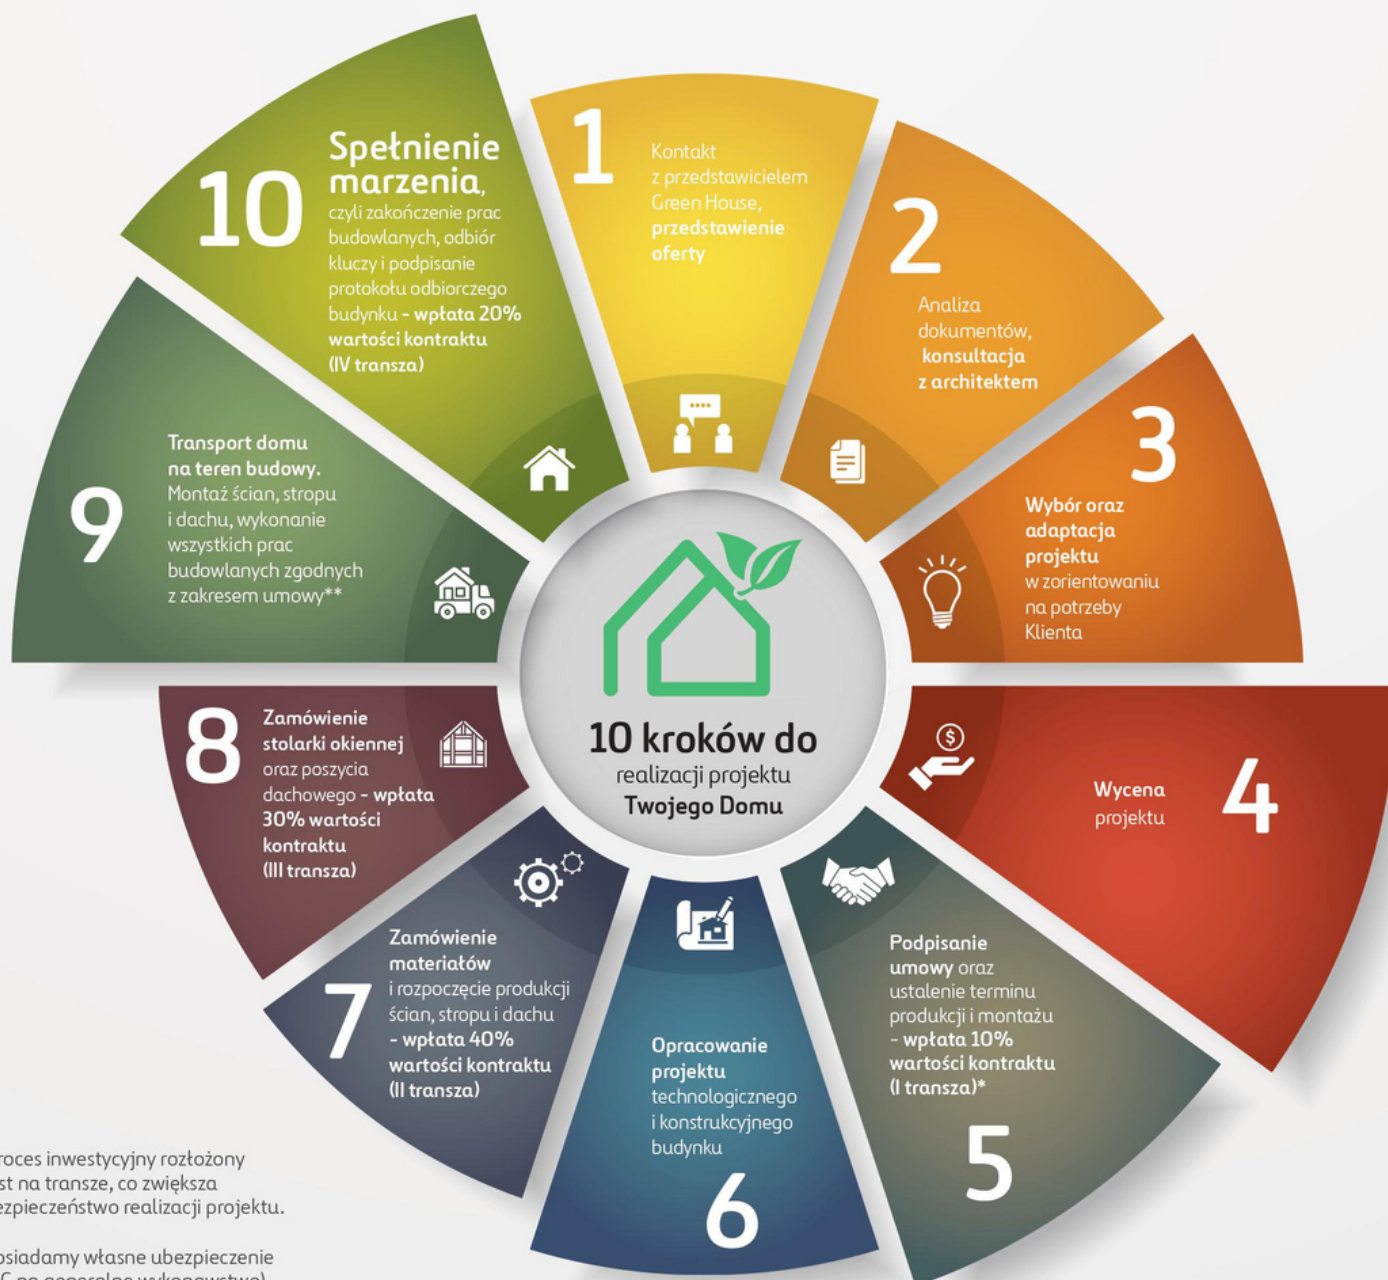 1
Kontakt
z przedstawicielem
Green House,
przedstawienie
oferty
2
Analiza
dokumentów,
konsultacja
z architektem
3
Wybór oraz
adaptacja
projektu
w zorientowaniu
na potrzeby
Klienta
4
Wycena
projektu
5
Podpisanie
umowy oraz
ustalenie terminu
produkcji i montażu
- wpłata 10%
wartości kontraktu
(I transza)*
6
Opracowanie
projektu
technologicznego
i konstrukcyjnego
budynku
7
Zamówienie
materiałów
i rozpoczęcie produkcji
ścian, stropu i dachu
- wpłata 40%
wartości kontraktu
(II transza)
8
Zamówienie
stolarki okiennej
oraz poszycia
dachowego - wpłata
30% wartości
kontraktu
(III transza)
9
Transport domu
na teren budowy.
Montaż ścian, stropu
i dachu, wykonanie
wszystkich prac
budowlanych zgodnych
z zakresem umowy**
10
Spełnienie
marzenia,
czyli zakończenie prac
budowlanych, odbiór
kluczy i podpisanie
protokołu odbiorczego
budynku - wpłata 20%
wartości kontraktu
(IV transza)
10 kroków do
realizacji projektu
Twojego Domu
$
roces inwestycyjny rozłożony
st na transze, co zwiększa
ezpieczeństwo realizacji projektu.
osiadamy własne ubezpieczenie